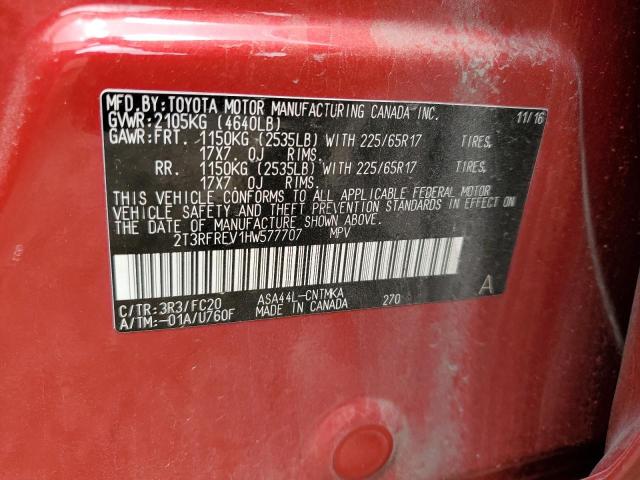 MFD.BY:TOYOTA MOTOR MANUFACTURING CANADA INC. 11/16
GVWR:2105KG (4640LB)
GAWR:FRT. 1150KG (2535LB) WITH 225/65R17 TIRES,
17X7.0J RIMS.
RR. 1150KG (2535LB) WITH 225/65R17 TIRES,
17X7.0J RIMS.
THIS VEHICLE CONFORMS TO ALL APPLICABLE FEDERAL MOTOR
VEHICLE SAFETY AND THEFT PREVENTION STANDARDS IN EFFECT ON
THE DATE OF MANUFACTURE SHOWN ABOVE.
2T3RFREV1HW577707 MPV
C/TR:3R3/FC20 ASA44L-CNTMKA 270 A
A/TM:-01A/U760F MADE IN CANADA